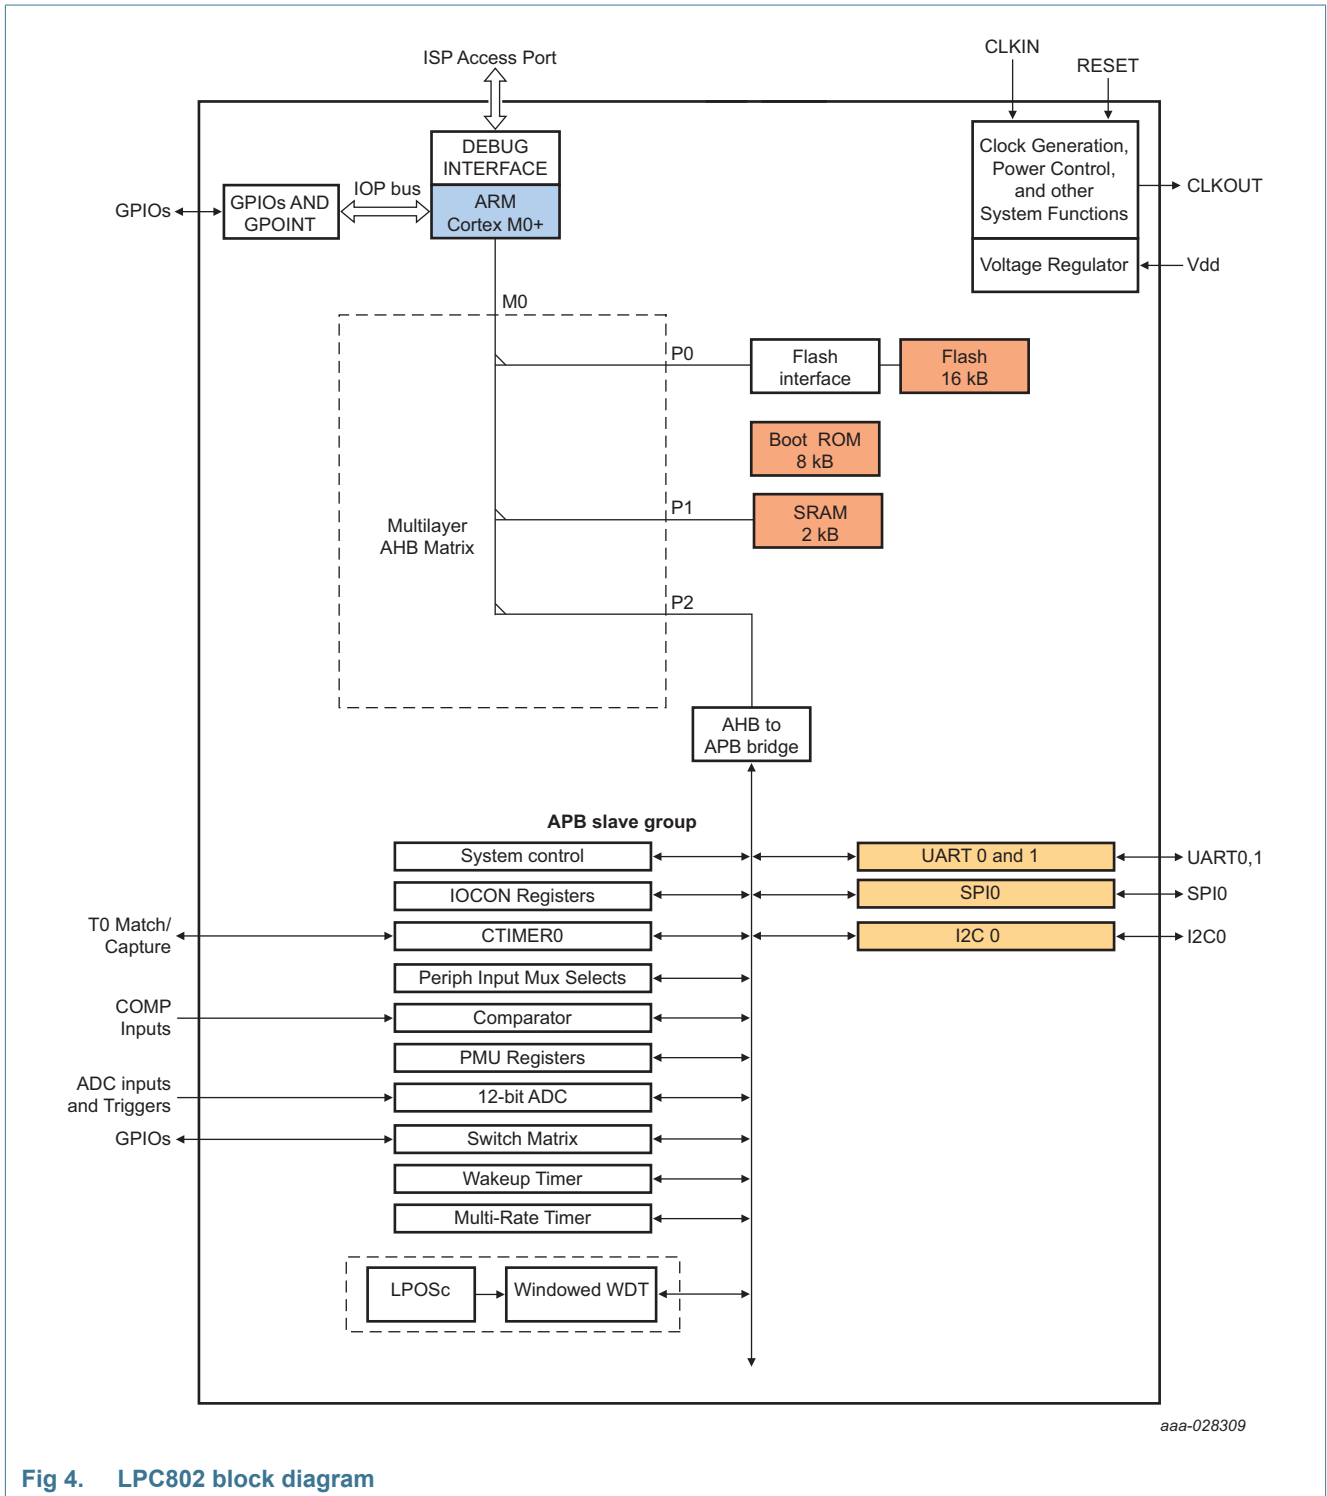 ISP Access Port
CLKIN
RESET
DEBUG
INTERFACE
ARM
Cortex M0+
IOP bus
GPIOs
GPIOs AND
GPOINT
Clock Generation,
Power Control,
and other
System Functions
CLKOUT
Voltage Regulator
Vdd
M0
P0
Flash
interface
Flash
16 kB
Boot ROM
8 kB
P1
SRAM
2 kB
Multilayer
AHB Matrix
P2
AHB to
APB bridge
APB slave group
System control
UART 0 and 1
UART0,1
IOCON Registers
SPI0
SPI0
T0 Match/
Capture
CTIMER0
I2C 0
I2C0
Periph Input Mux Selects
COMP
Inputs
Comparator
PMU Registers
ADC inputs
and Triggers
12-bit ADC
GPIOs
Switch Matrix
Wakeup Timer
Multi-Rate Timer
LPOSc
Windowed WDT
aaa-028309
Fig 4. LPC802 block diagram